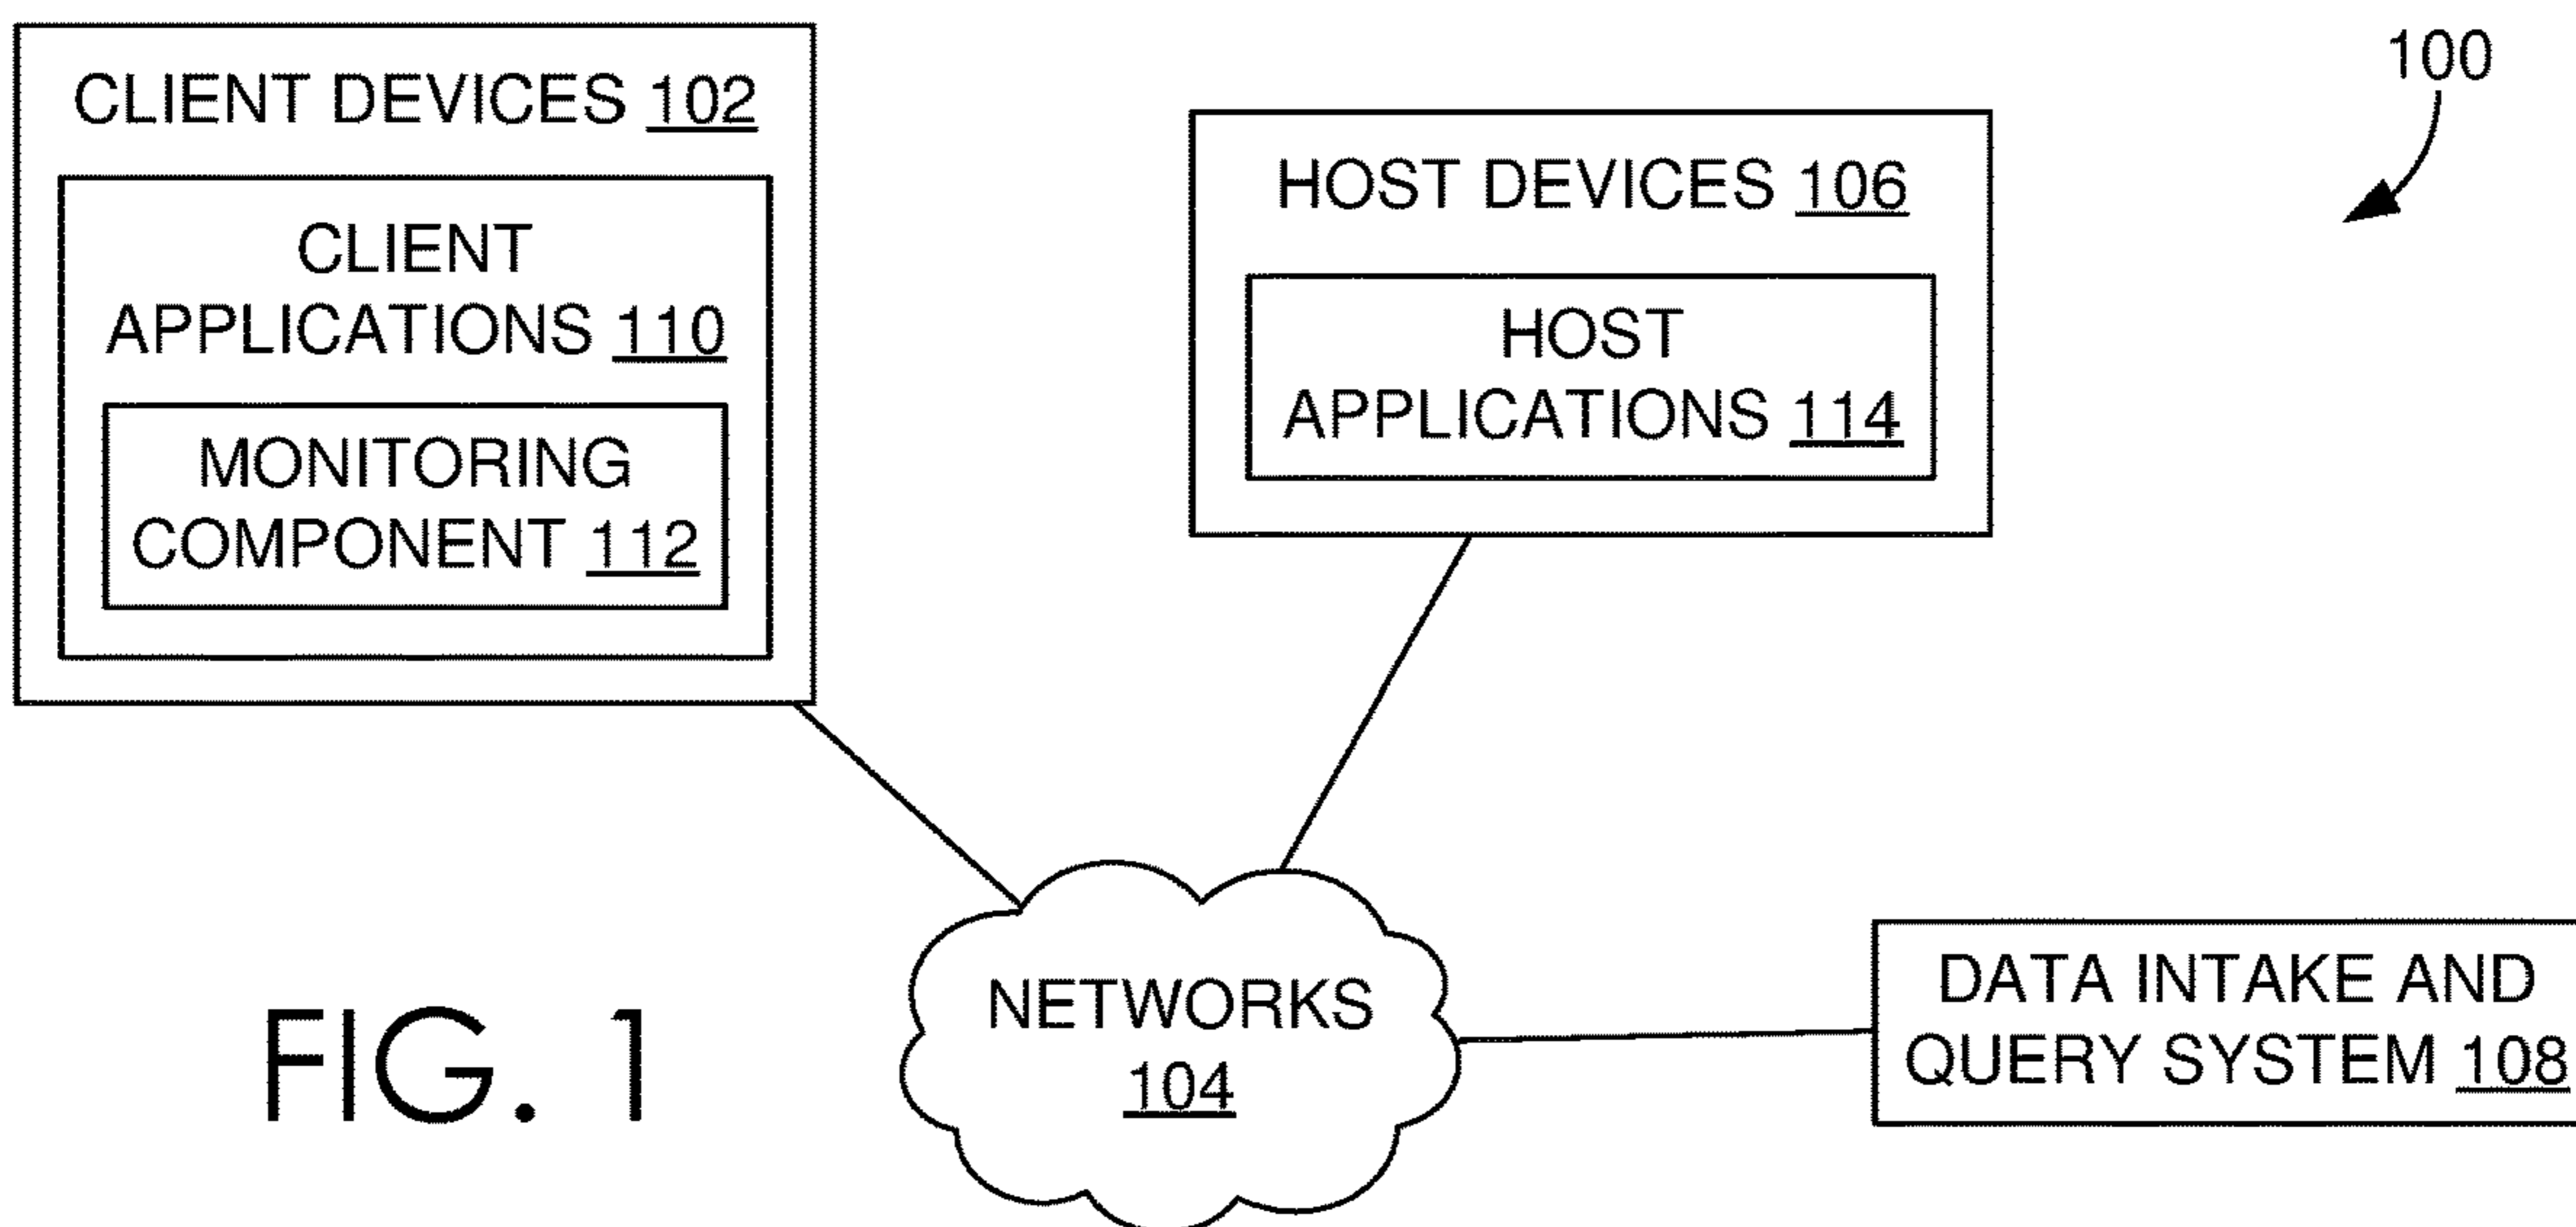 CLIENT DEVICES 102
CLIENT
APPLICATIONS 110
MONITORING
COMPONENT 112
HOST DEVICES 106
HOST
APPLICATIONS 114
100
NETWORKS
104
DATA INTAKE AND
QUERY SYSTEM 108
FIG. 1